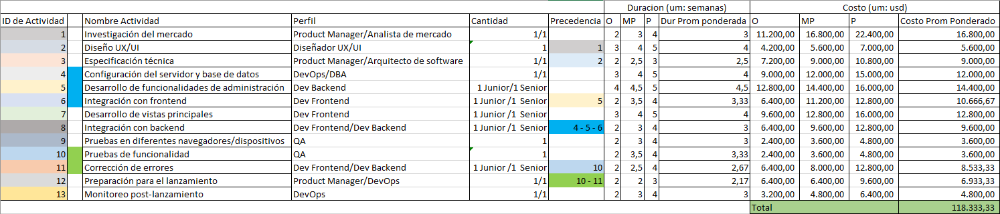 Duracion (um: semanas) Costo (um: usd)
ID de Actividad Nombre Actividad Perfil Cantidad Precedencia O MP P Dur Prom ponderada O MP P Costo Prom Ponderado
1 Investigación del mercado Product Manager/Analista de mercado 1/1 2 3 4 3 11.200,00 16.800,00 22.400,00 16.800,00
2 Diseño UX/UI Diseñador UX/UI 1 1 3 4 5 4 4.200,00 5.600,00 7.000,00 5.600,00
3 Especificación técnica Product Manager/Arquitecto de software 1/1 2 2 2,5 3 2,5 7.200,00 9.000,00 10.800,00 9.000,00
4 Configuración del servidor y base de datos DevOps/DBA 1/1 3 4 5 4 9.000,00 12.000,00 15.000,00 12.000,00
5 Desarrollo de funcionalidades de administración Dev Backend 1 Junior/1 Senior 4 4,5 5 4,5 12.800,00 14.400,00 16.000,00 14.400,00
6 Integración con frontend Dev Frontend 1 Junior /1 Senior 5 2 3,5 4 3,33 6.400,00 11.200,00 12.800,00 10.666,67
7 Desarrollo de vistas principales Dev Frontend 1 Junior /1 Senior 3 4 5 4 9.600,00 12.800,00 16.000,00 12.800,00
8 Integración con backend Dev Frontend/Dev Backend 1 Junior /1 Senior 4 - 5 - 6 2 3 4 3 6.400,00 9.600,00 12.800,00 9.600,00
9 Pruebas en diferentes navegadores/dispositivos QA 1 2 3 4 3 2.400,00 3.600,00 4.800,00 3.600,00
10 Pruebas de funcionalidad QA 1 2 3,5 4 3,33 2.400,00 3.600,00 4.800,00 3.600,00
11 Corrección de errores Dev Frontend/Dev Backend 1 Junior /1 Senior 10 2 2,5 4 2,67 6.400,00 8.000,00 12.800,00 8.533,33
12 Preparación para el lanzamiento Product Manager/DevOps 1/1 10 - 11 2 2 3 2,17 6.400,00 6.400,00 9.600,00 6.933,33
13 Monitoreo post-lanzamiento DevOps 1/1 2 3 4 3 3.200,00 4.800,00 6.400,00 4.800,00
Total 118.333,33